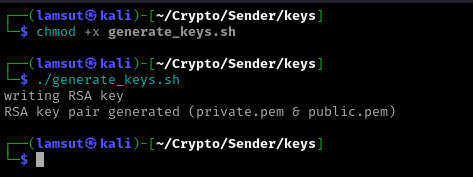 ┌──(lamsut㉿kali)-[~/Crypto/Sender/keys]
└─$ chmod +x generate_keys.sh
┌──(lamsut㉿kali)-[~/Crypto/Sender/keys]
└─$ ./generate_keys.sh
writing RSA key
RSA key pair generated (private.pem & public.pem)
┌──(lamsut㉿kali)-[~/Crypto/Sender/keys]
└─$